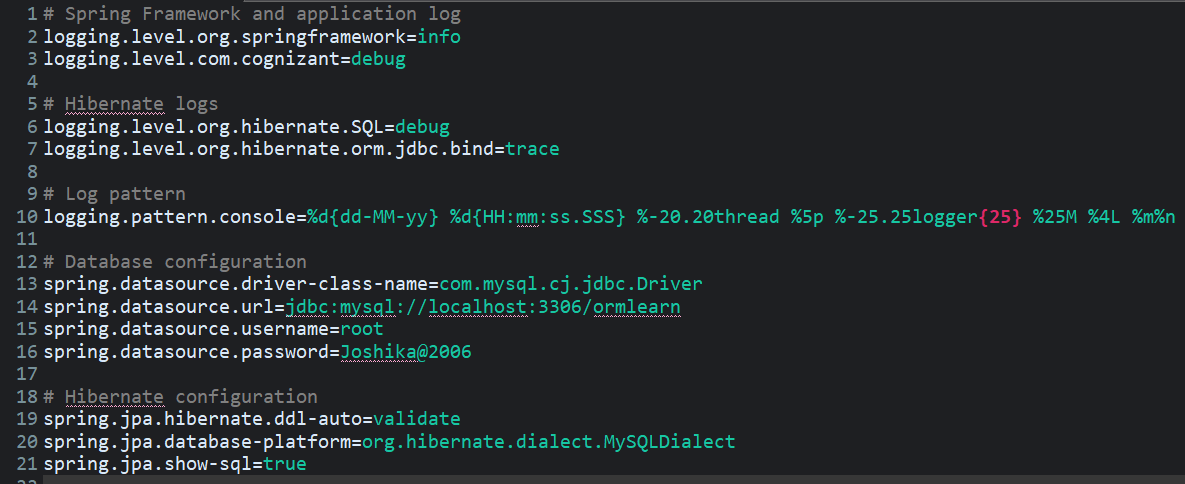 1 # Spring Framework and application log
2 logging.level.org.springframework=info
3 logging.level.com.cognizant=debug
4
5 # Hibernate logs
6 logging.level.org.hibernate.SQL=debug
7 logging.level.org.hibernate.orm.jdbc.bind=trace
8
9 # Log pattern
10 logging.pattern.console=%d{dd-MM-yy} %d{HH:mm:ss.SSS} %-20.20thread %5p %-25.25logger{25} %25M %4L %m%n
11
12 # Database configuration
13 spring.datasource.driver-class-name=com.mysql.cj.jdbc.Driver
14 spring.datasource.url=jdbc:mysql://localhost:3306/ormlearn
15 spring.datasource.username=root
16 spring.datasource.password=Joshika@2006
17
18 # Hibernate configuration
19 spring.jpa.hibernate.ddl-auto=validate
20 spring.jpa.database-platform=org.hibernate.dialect.MySQLDialect
21 spring.jpa.show-sql=true